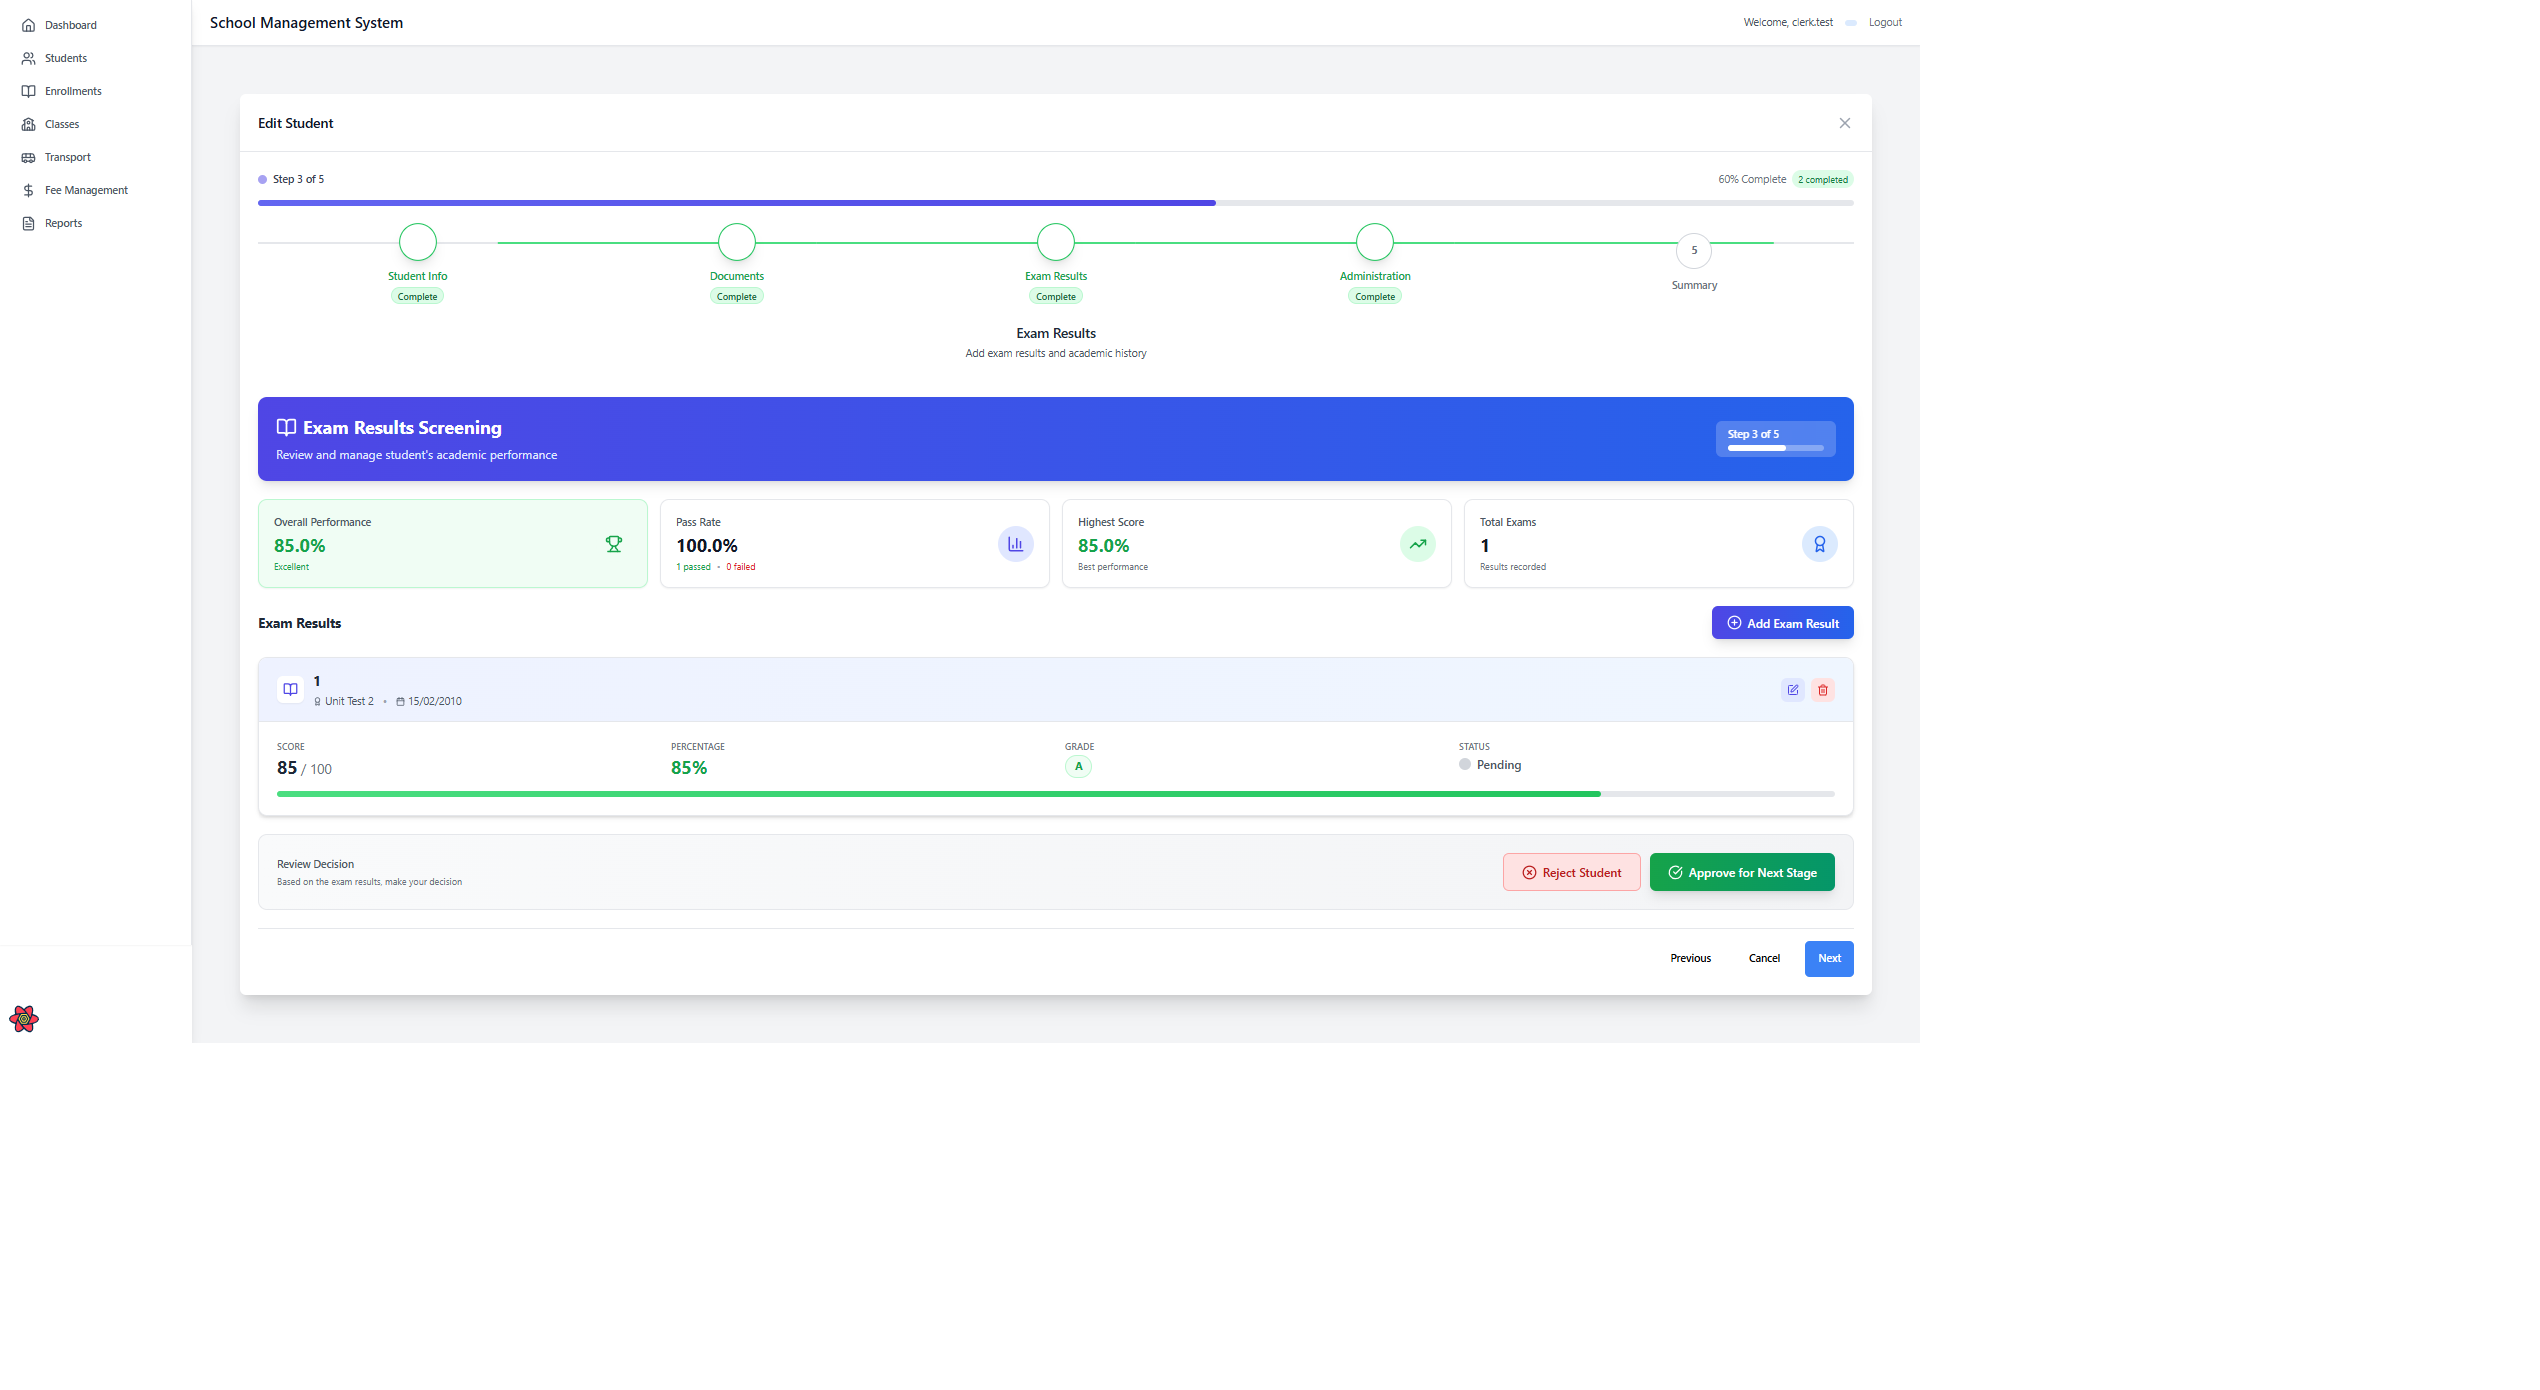 Dashboard
Students
Enrollments
Classes
Transport
Fee Management
Reports
School Management System
Welcome, clerk.test
Logout
Edit Student
Step 3 of 5
60% Complete
2 completed
Student Info
Complete
Documents
Complete
Exam Results
Complete
Administration
Complete
5
Summary
Exam Results
Add exam results and academic history
Exam Results Screening
Review and manage student's academic performance
Step 3 of 5
Overall Performance
85.0%
Excellent
Pass Rate
100.0%
1 passed • 0 failed
Highest Score
85.0%
Best performance
Total Exams
1
Results recorded
Exam Results
Add Exam Result
1
Unit Test 2 • 15/02/2010
SCORE
85 / 100
PERCENTAGE
85%
GRADE
A
STATUS
Pending
Review Decision
Based on the exam results, make your decision
Reject Student
Approve for Next Stage
Previous
Cancel
Next